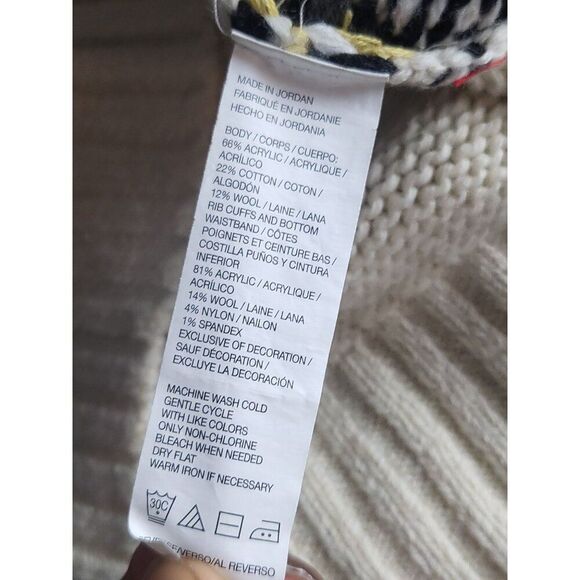 MADE IN JORDAN
FABRIQUÉ EN JORDANIE
HECHO EN JORDANIA
BODY / CORPS / CUERPO:
66% ACRYLIC / ACRYLIQUE /
ACRÍLICO
22% COTTON / COTON /
ALGODÓN
12% WOOL / LAINE / LANA
RIB CUFFS AND BOTTOM
WAISTBAND / CÔTES
POIGNETS ET CEINTURE BAS /
COSTILLA PUÑOS Y CINTURA
INFERIOR
81% ACRYLIC / ACRYLIQUE /
ACRÍLICO
14% WOOL / LAINE / LANA
4% NYLON / NAILON
1% SPANDEX
EXCLUSIVE OF DECORATION /
SAUF DÉCORATION /
EXCLUYE LA DECORACIÓN
MACHINE WASH COLD
GENTLE CYCLE
WITH LIKE COLORS
ONLY NON-CHLORINE
BLEACH WHEN NEEDED
DRY FLAT
WARM IRON IF NECESSARY
30C
REVERSO/AL REVERSO